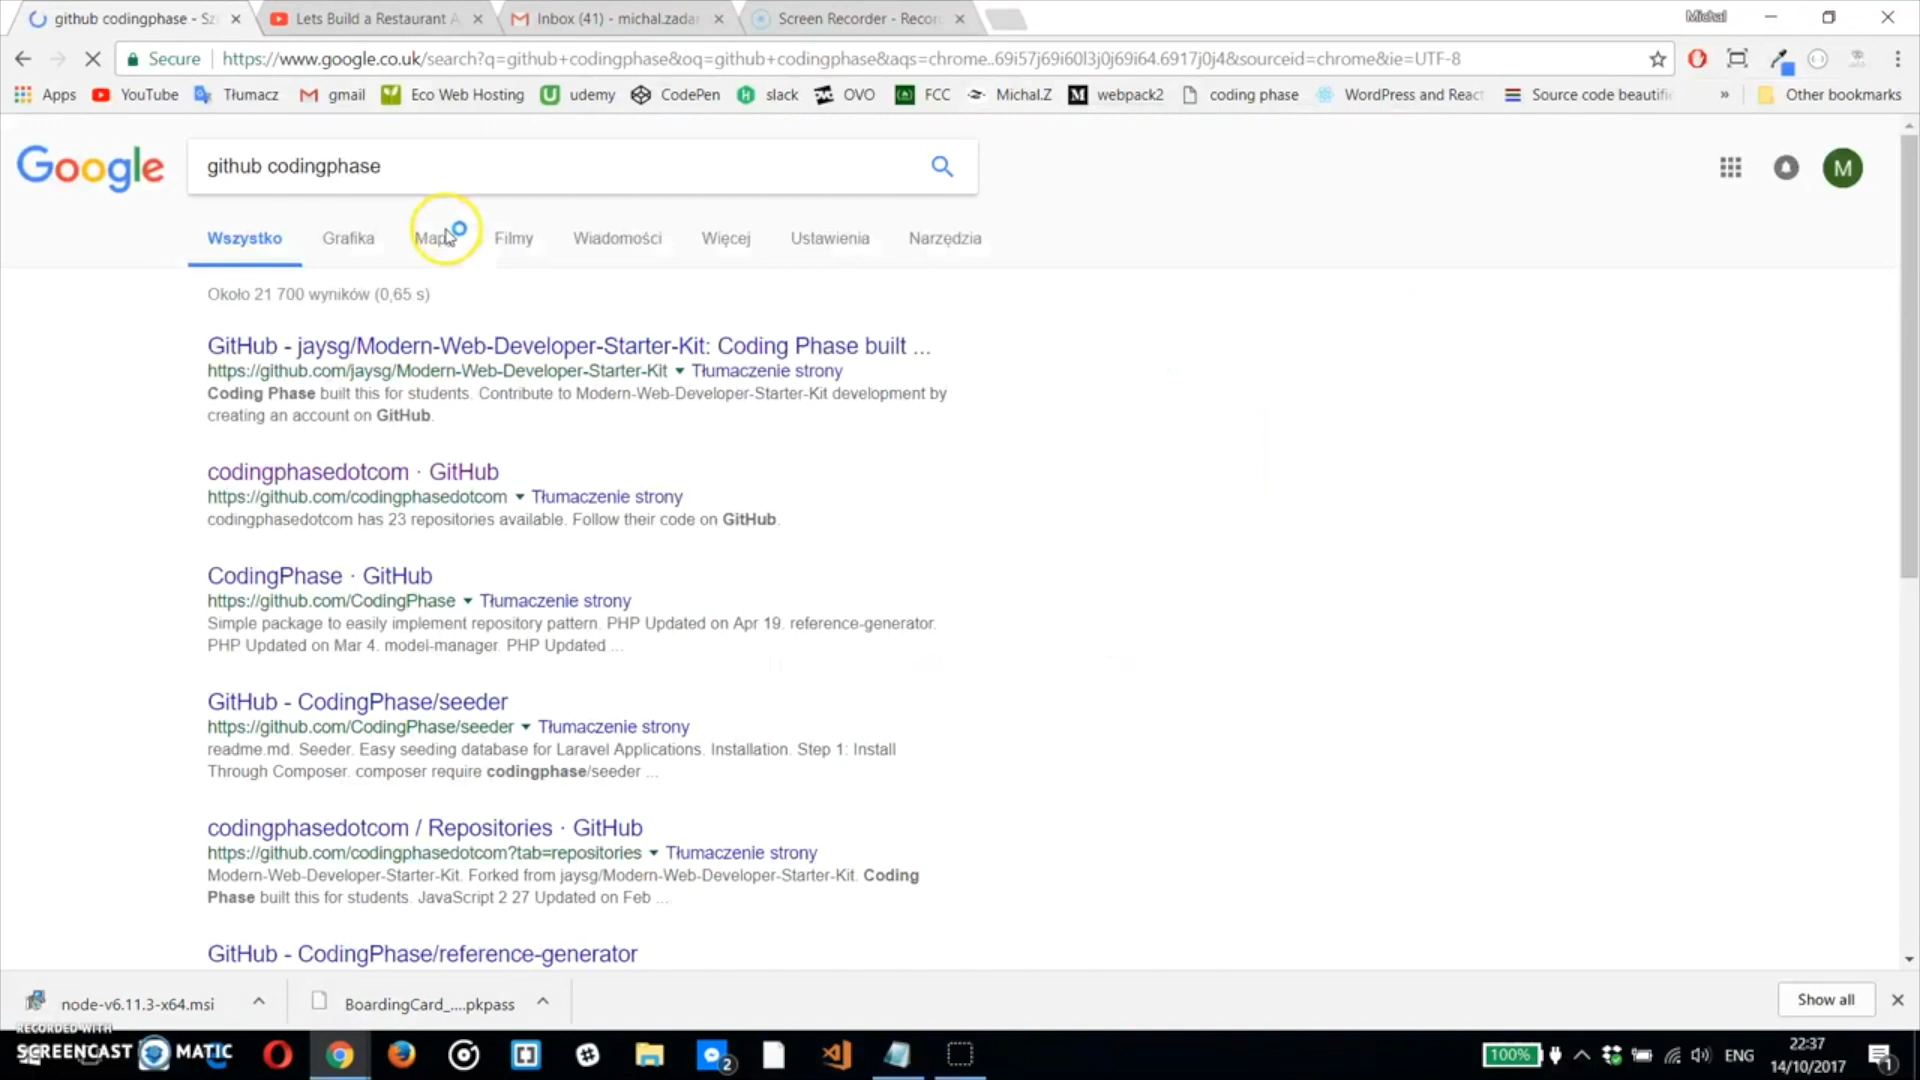 github codingphase - Sz
Lets Build a Restaurant A
Inbox (41) - michal.zada
Screen Recorder - Recor
Michal
Secure
https://www.google.co.uk/search?q=github+codingphase&oq=github+codingphase&aqs=chrome..69i57j69i60l3j0j69i64.6917j0j4&sourceid=chrome&ie=UTF-8
Apps YouTube Tłumacz gmail Eco Web Hosting udemy CodePen slack OVO FCC Michal.Z webpack2 coding phase WordPress and React Source code beautifi » Other bookmarks
Google
github codingphase
M
Wszystko Grafika Map Filmy Wiadomości Więcej Ustawienia Narzędzia
Około 21 700 wyników (0,65 s)
GitHub - jaysg/Modern-Web-Developer-Starter-Kit: Coding Phase built ...
https://github.com/jaysg/Modern-Web-Developer-Starter-Kit Tłumaczenie strony
Coding Phase built this for students. Contribute to Modern-Web-Developer-Starter-Kit development by
creating an account on GitHub.
codingphasedotcom · GitHub
https://github.com/codingphasedotcom Tłumaczenie strony
codingphasedotcom has 23 repositories available. Follow their code on GitHub.
CodingPhase · GitHub
https://github.com/CodingPhase Tłumaczenie strony
Simple package to easily implement repository pattern. PHP Updated on Apr 19. reference-generator.
PHP Updated on Mar 4. model-manager. PHP Updated ...
GitHub - CodingPhase/seeder
https://github.com/CodingPhase/seeder Tłumaczenie strony
readme.md. Seeder. Easy seeding database for Laravel Applications. Installation. Step 1: Install
Through Composer. composer require codingphase/seeder ...
codingphasedotcom / Repositories · GitHub
https://github.com/codingphasedotcom?tab=repositories Tłumaczenie strony
Modern-Web-Developer-Starter-Kit. Forked from jaysg/Modern-Web-Developer-Starter-Kit. Coding
Phase built this for students. JavaScript 2 27 Updated on Feb ...
GitHub - CodingPhase/reference-generator
node-v6.11.3-x64.msi
BoardingCard_....pkpass
Show all
RECORDED WITH
SCREENCAST MATIC
2
100%
ENG
22:37
14/10/2017
1